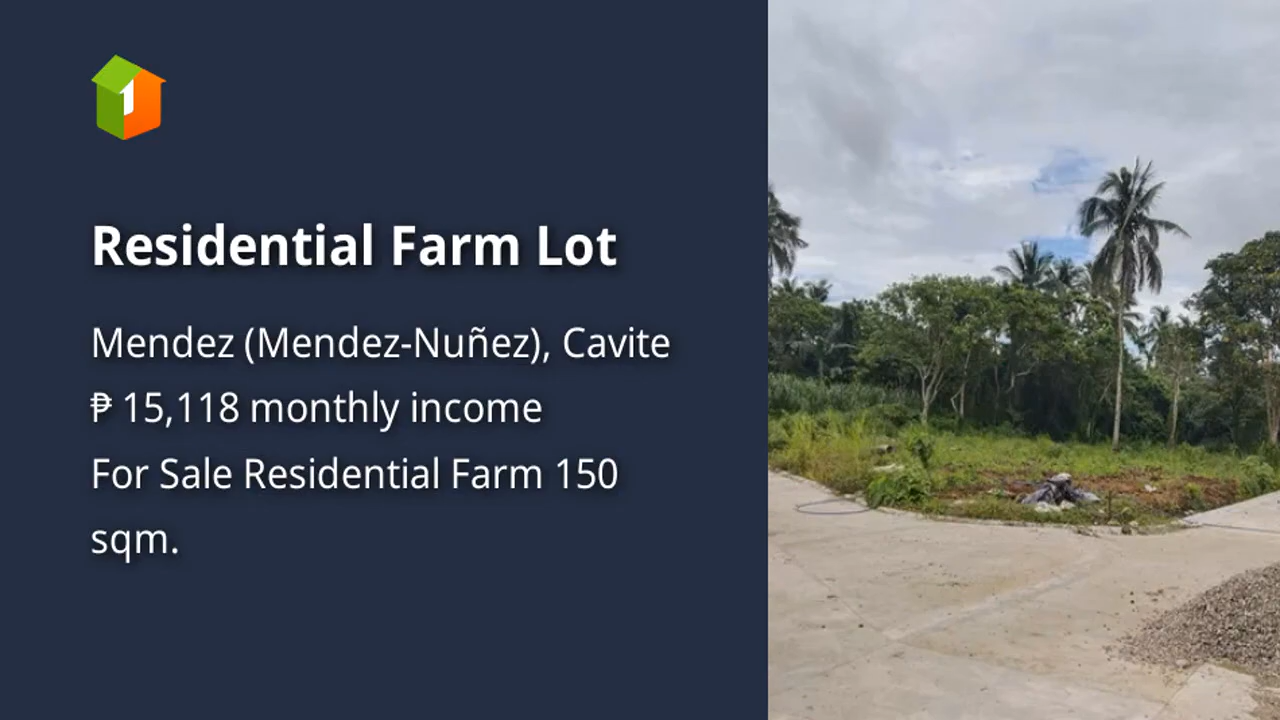 Residential Farm Lot
Mendez (Mendez-Nuñez), Cavite
₱ 15,118 monthly income
For Sale Residential Farm 150
sqm.